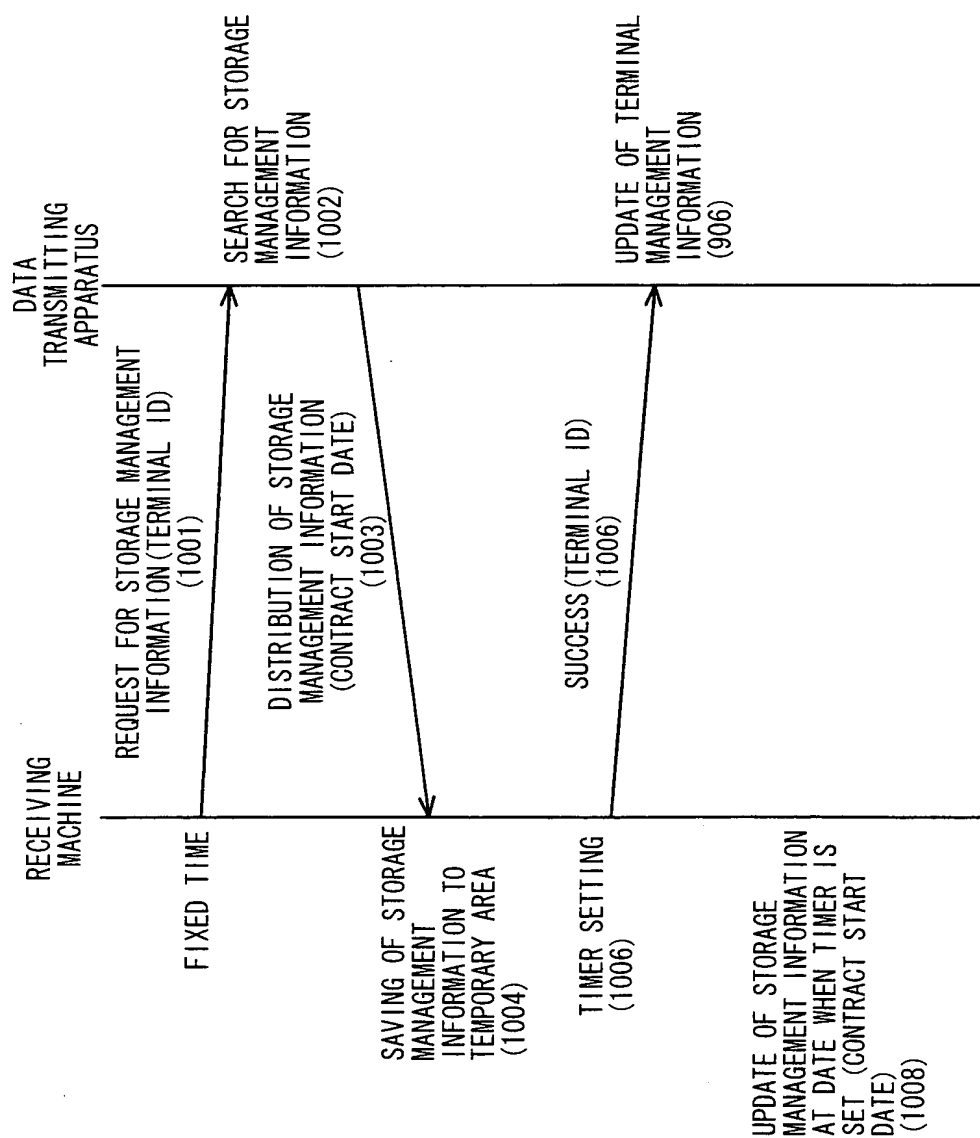 RECEIVING
MACHINE
DATA
TRANSMITTING
APPARATUS
FIXED TIME
REQUEST FOR STORAGE MANAGEMENT
INFORMATION(TERMINAL ID)
(1001)
SEARCH FOR STORAGE
MANAGEMENT
INFORMATION
(1002)
DISTRIBUTION OF STORAGE
MANAGEMENT INFORMATION
(CONTRACT START DATE)
(1003)
SAVING OF STORAGE
MANAGEMENT
INFORMATION TO
TEMPORARY AREA
(1004)
TIMER SETTING
(1006)
SUCCESS(TERMINAL ID)
(1006)
UPDATE OF TERMINAL
MANAGEMENT
INFORMATION
(906)
UPDATE OF STORAGE
MANAGEMENT INFORMATION
AT DATE WHEN TIMER IS
SET (CONTRACT START
DATE)
(1008)